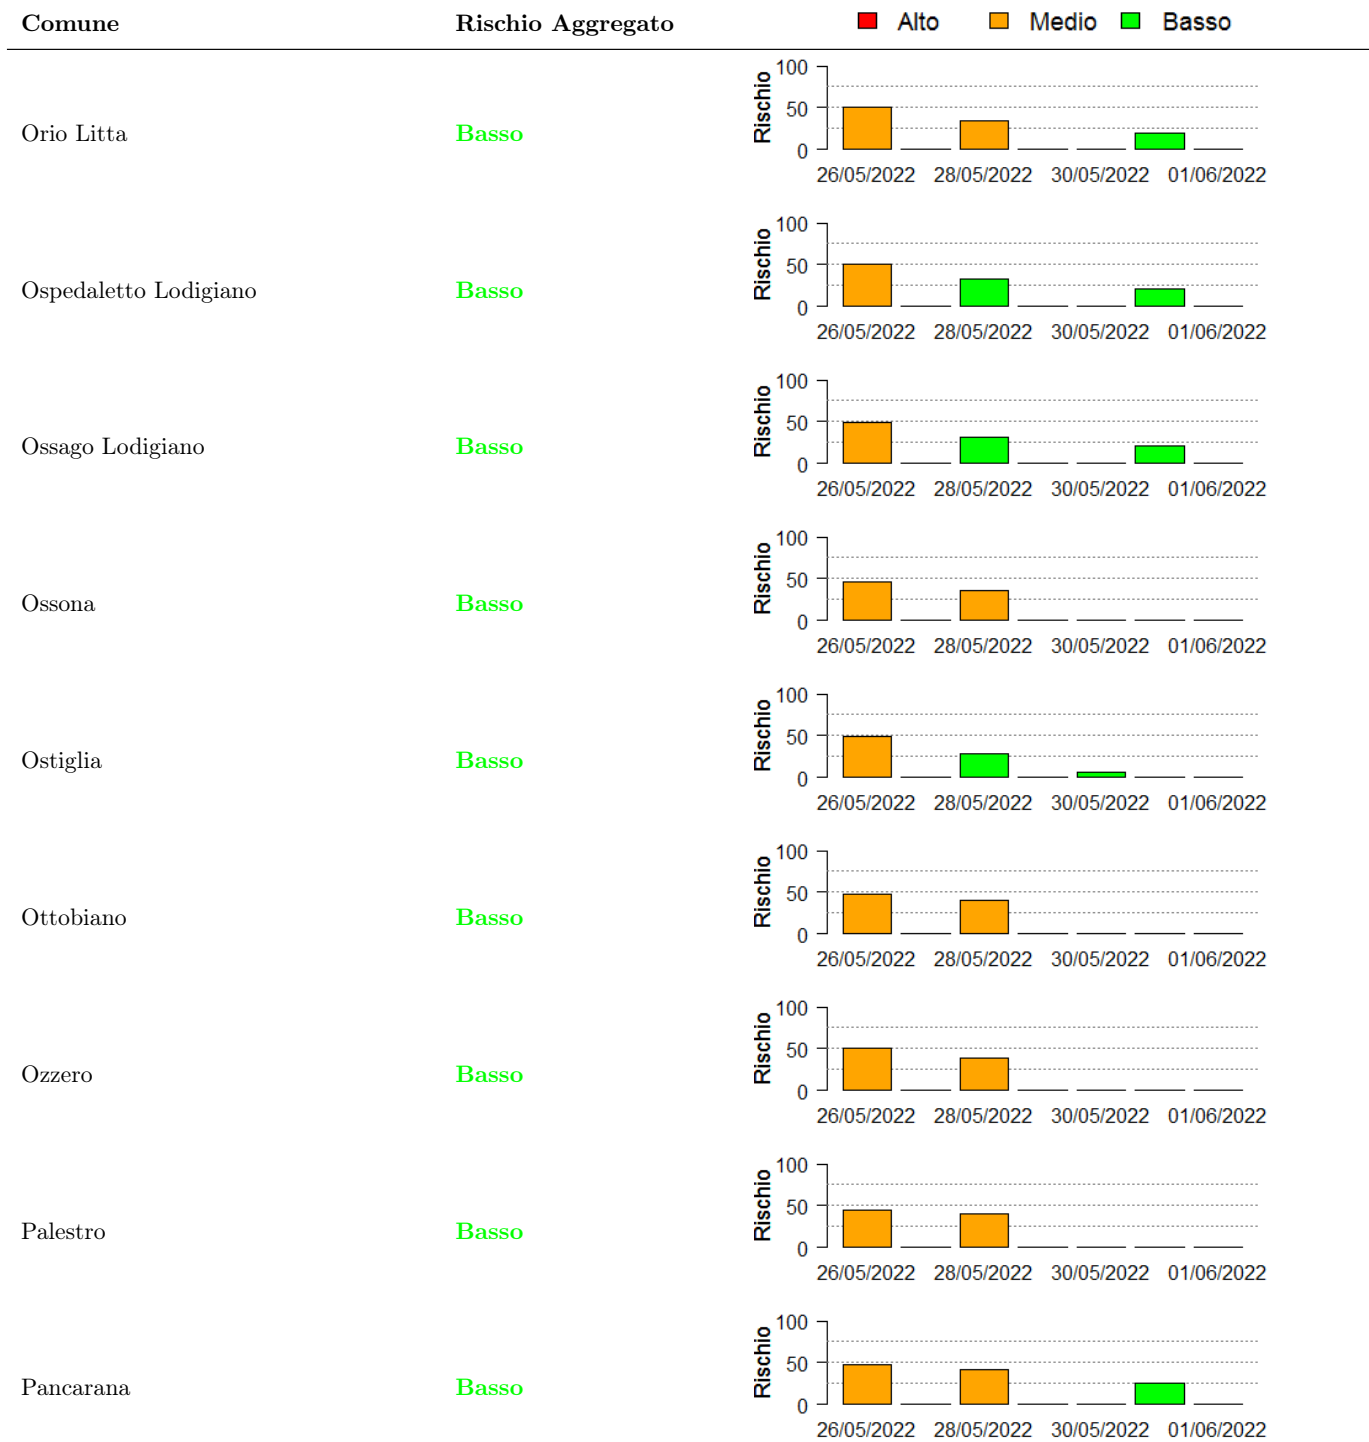 Comune Rischio Aggregato Alto Medio Basso
Orio Litta Basso Rischio 100 50 0
26/05/2022 28/05/2022 30/05/2022 01/06/2022
Ospedaletto Lodigiano Basso Rischio 100 50 0
26/05/2022 28/05/2022 30/05/2022 01/06/2022
Ossago Lodigiano Basso Rischio 100 50 0
26/05/2022 28/05/2022 30/05/2022 01/06/2022
Ossona Basso Rischio 100 50 0
26/05/2022 28/05/2022 30/05/2022 01/06/2022
Ostiglia Basso Rischio 100 50 0
26/05/2022 28/05/2022 30/05/2022 01/06/2022
Ottobiano Basso Rischio 100 50 0
26/05/2022 28/05/2022 30/05/2022 01/06/2022
Ozzero Basso Rischio 100 50 0
26/05/2022 28/05/2022 30/05/2022 01/06/2022
Palestro Basso Rischio 100 50 0
26/05/2022 28/05/2022 30/05/2022 01/06/2022
Pancarana Basso Rischio 100 50 0
26/05/2022 28/05/2022 30/05/2022 01/06/2022